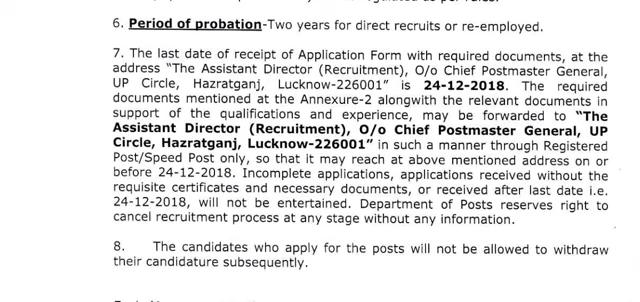 6. Period of probation-Two years for direct recruits or re-employed.
7. The last date of receipt of Application Form with required documents, at the
address "The Assistant Director (Recruitment), O/o Chief Postmaster General,
UP Circle, Hazratganj, Lucknow-226001" is 24-12-2018. The required
documents mentioned at the Annexure-2 alongwith the relevant documents in
support of the qualifications and experience, may be forwarded to "The
Assistant Director (Recruitment), O/o Chief Postmaster General, UP
Circle, Hazratganj, Lucknow-226001" in such a manner through Registered
Post/Speed Post only, so that it may reach at above mentioned address on or
before 24-12-2018. Incomplete applications, applications received without the
requisite certificates and necessary documents, or received after last date i.e.
24-12-2018, will not be entertained. Department of Posts reserves right to
cancel recruitment process at any stage without any information.
8. The candidates who apply for the posts will not be allowed to withdraw
their candidature subsequently.